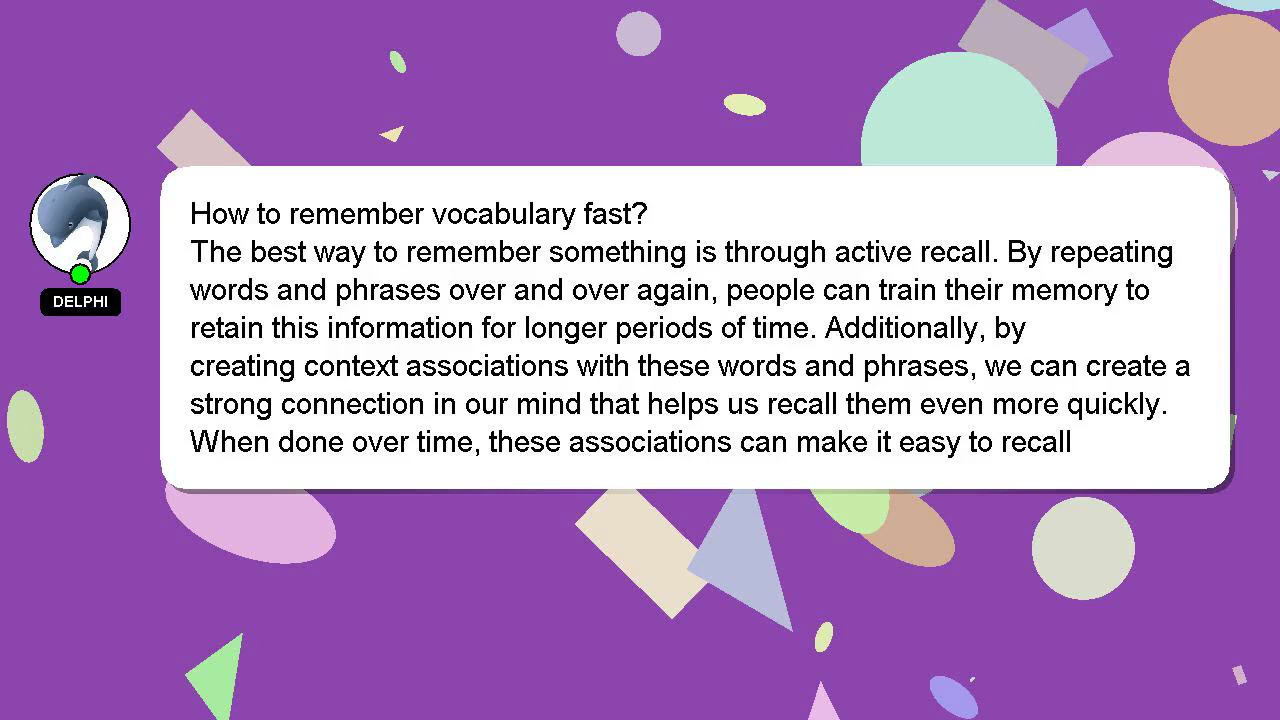 How to remember vocabulary fast?
The best way to remember something is through active recall. By repeating
words and phrases over and over again, people can train their memory to
retain this information for longer periods of time. Additionally, by
creating context associations with these words and phrases, we can create a
strong connection in our mind that helps us recall them even more quickly.
When done over time, these associations can make it easy to recall
DELPHI